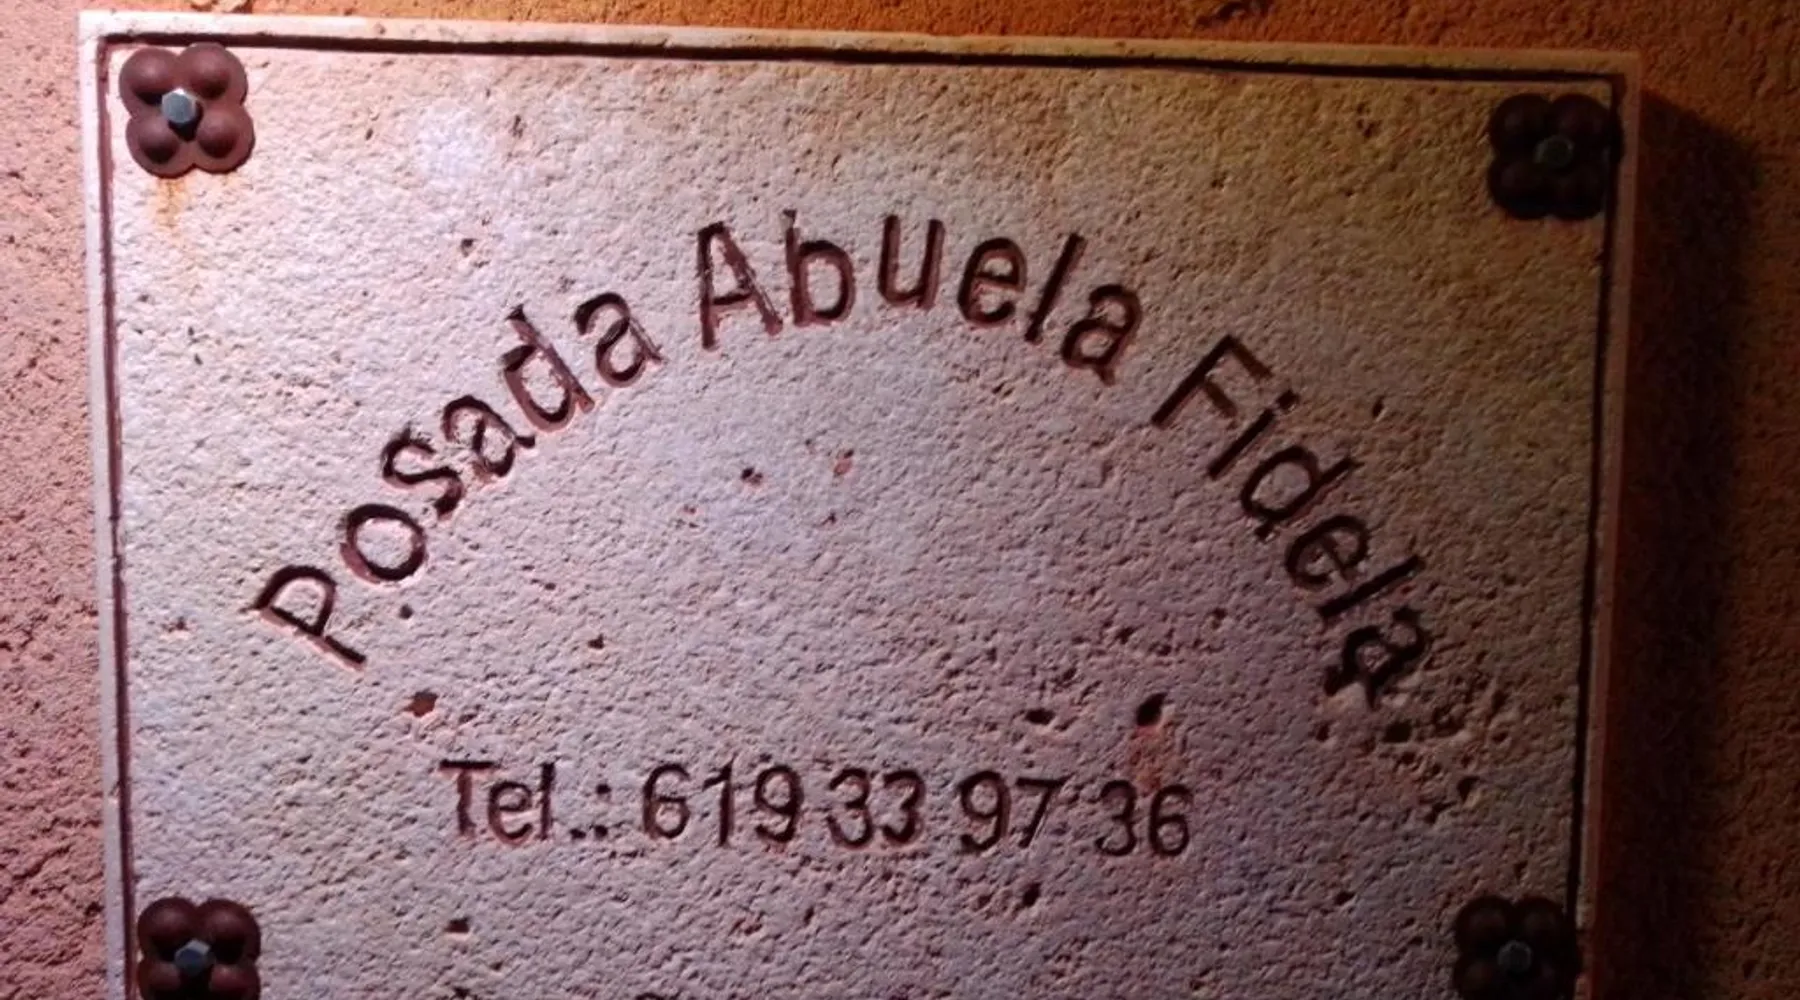 Posada Abuela Fidela
Tel.: 619 33 97 36